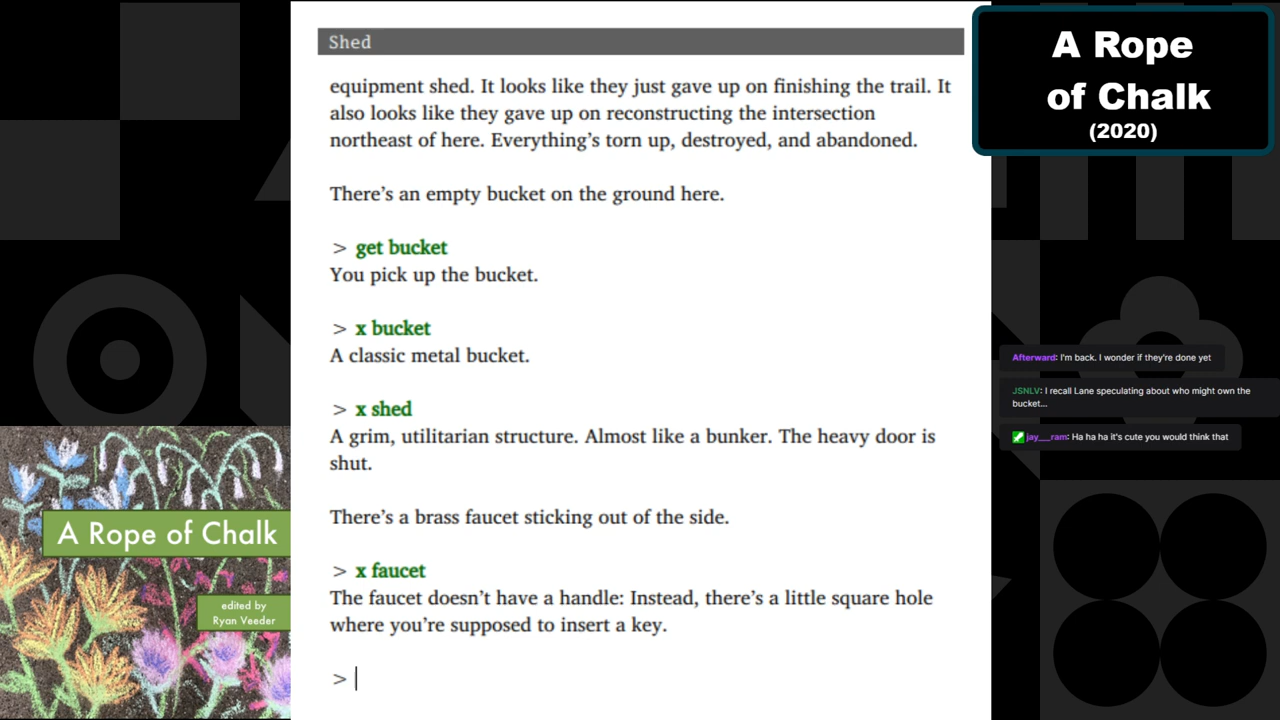 Shed
equipment shed. It looks like they just gave up on finishing the trail. It
also looks like they gave up on reconstructing the intersection
northeast of here. Everything’s torn up, destroyed, and abandoned.
There’s an empty bucket on the ground here.
> get bucket
You pick up the bucket.
> x bucket
A classic metal bucket.
> x shed
A grim, utilitarian structure. Almost like a bunker. The heavy door is
shut.
There’s a brass faucet sticking out of the side.
> x faucet
The faucet doesn’t have a handle: Instead, there’s a little square hole
where you’re supposed to insert a key.
>
A Rope
of Chalk
(2020)
Afterward: I'm back. I wonder if they're done yet
JSNLV: I recall Lane speculating about who might own the
bucket...
jay__ram: Ha ha ha it's cute you would think that
A Rope of Chalk
edited by
Ryan Veeder